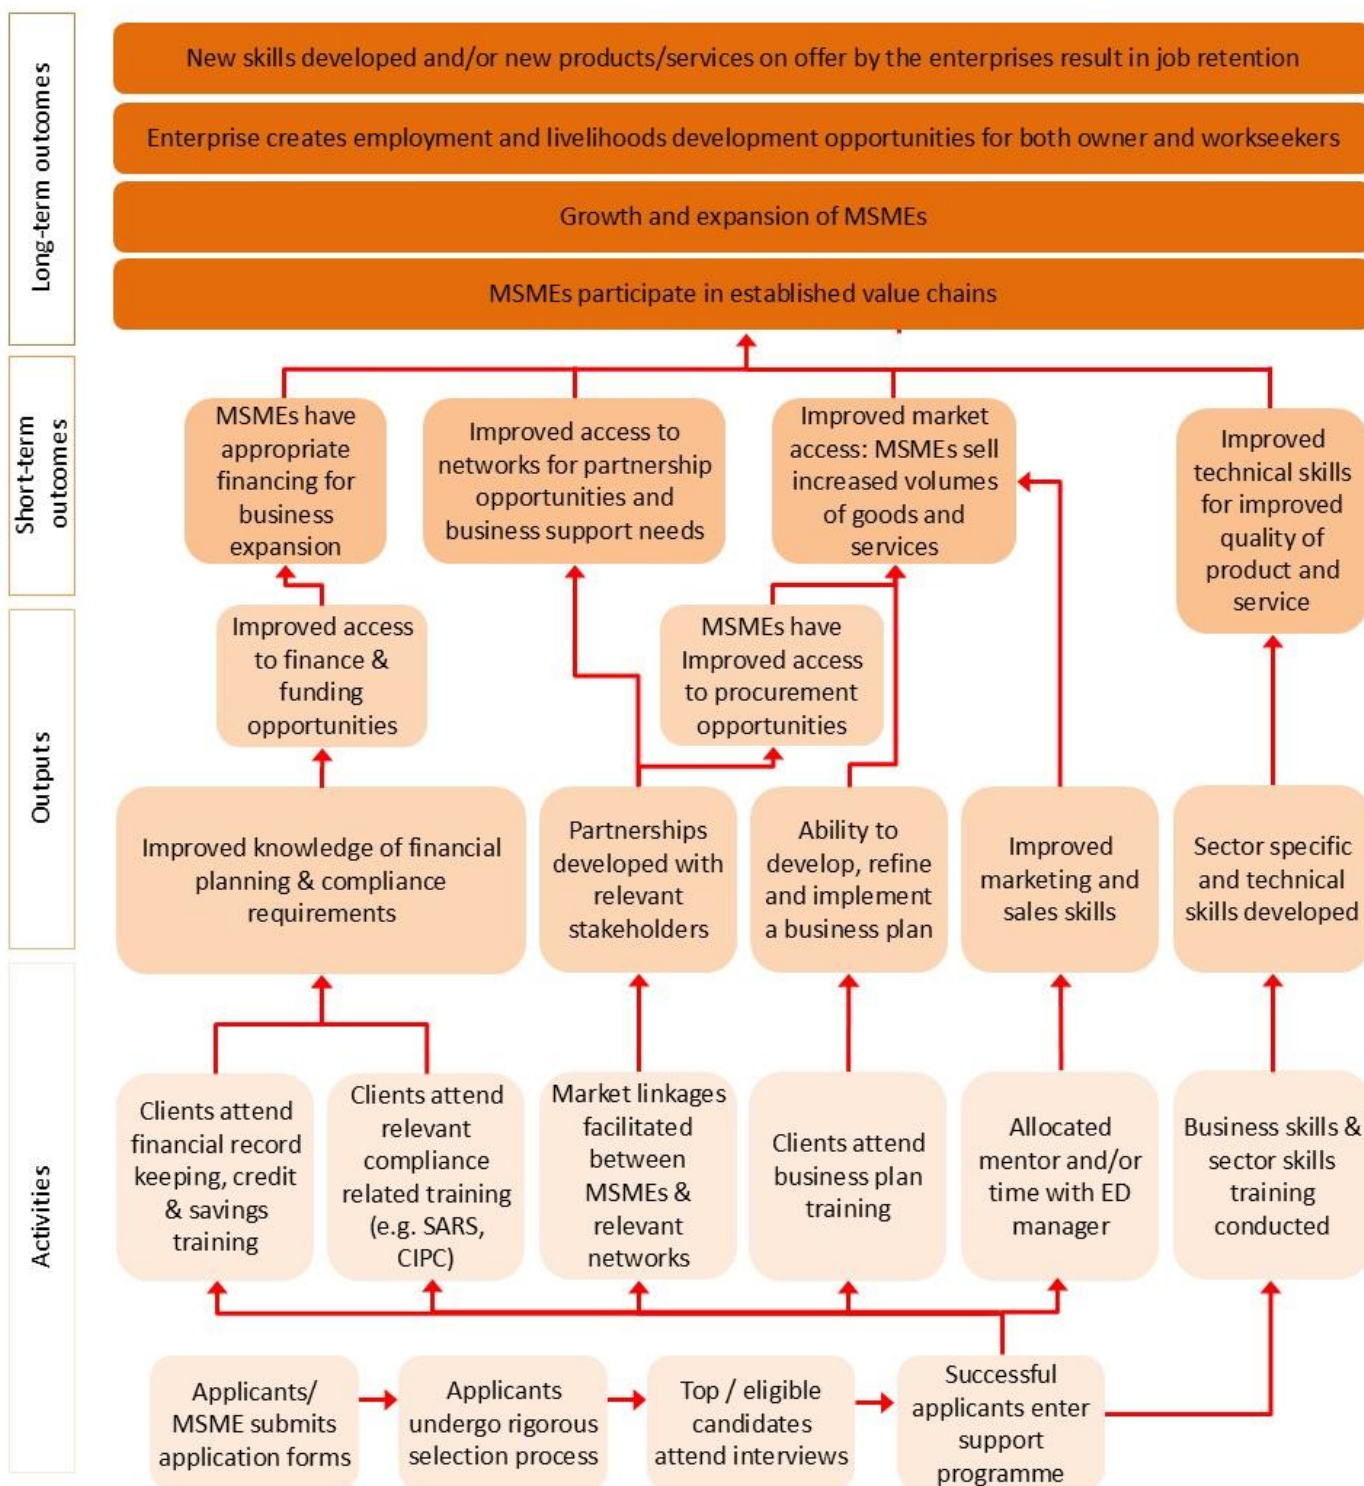 Long-term outcomes
New skills developed and/or new products/services on offer by the enterprises result in job retention
Enterprise creates employment and livelihoods development opportunities for both owner and workseekers
Growth and expansion of MSMEs
MSMEs participate in established value chains
Short-term
outcomes
MSMEs have
appropriate
financing for
business
expansion
Improved access to
networks for partnership
opportunities and
business support needs
Improved market
access: MSMEs sell
increased volumes
of goods and
services
Improved
technical skills
for improved
quality of
product and
service
Outputs
Improved access
to finance &
funding
opportunities
MSMEs have
Improved access
to procurement
opportunities
Improved knowledge of financial
planning & compliance
requirements
Partnerships
developed with
relevant
stakeholders
Ability to
develop, refine
and implement
a business plan
Improved
marketing and
sales skills
Sector specific
and technical
skills developed
Activities
Clients attend
financial record
keeping, credit
& savings
training
Clients attend
relevant
compliance
related training
(e.g. SARS,
CIPC)
Market linkages
facilitated
between
MSMEs &
relevant
networks
Clients attend
business plan
training
Allocated
mentor and/or
time with ED
manager
Business skills &
sector skills
training
conducted
Applicants/
MSME submits
application forms
Applicants
undergo rigorous
selection process
Top / eligible
candidates
attend interviews
Successful
applicants enter
support
programme